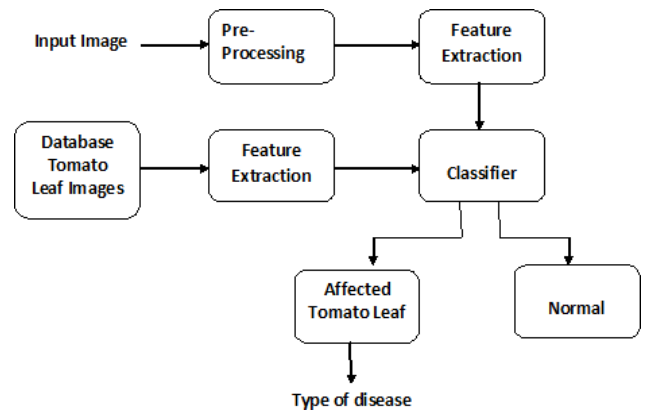 Input Image
Pre-
Processing
Feature
Extraction
Database
Tomato
Leaf Images
Feature
Extraction
Classifier
Affected
Tomato Leaf
Normal
Type of disease